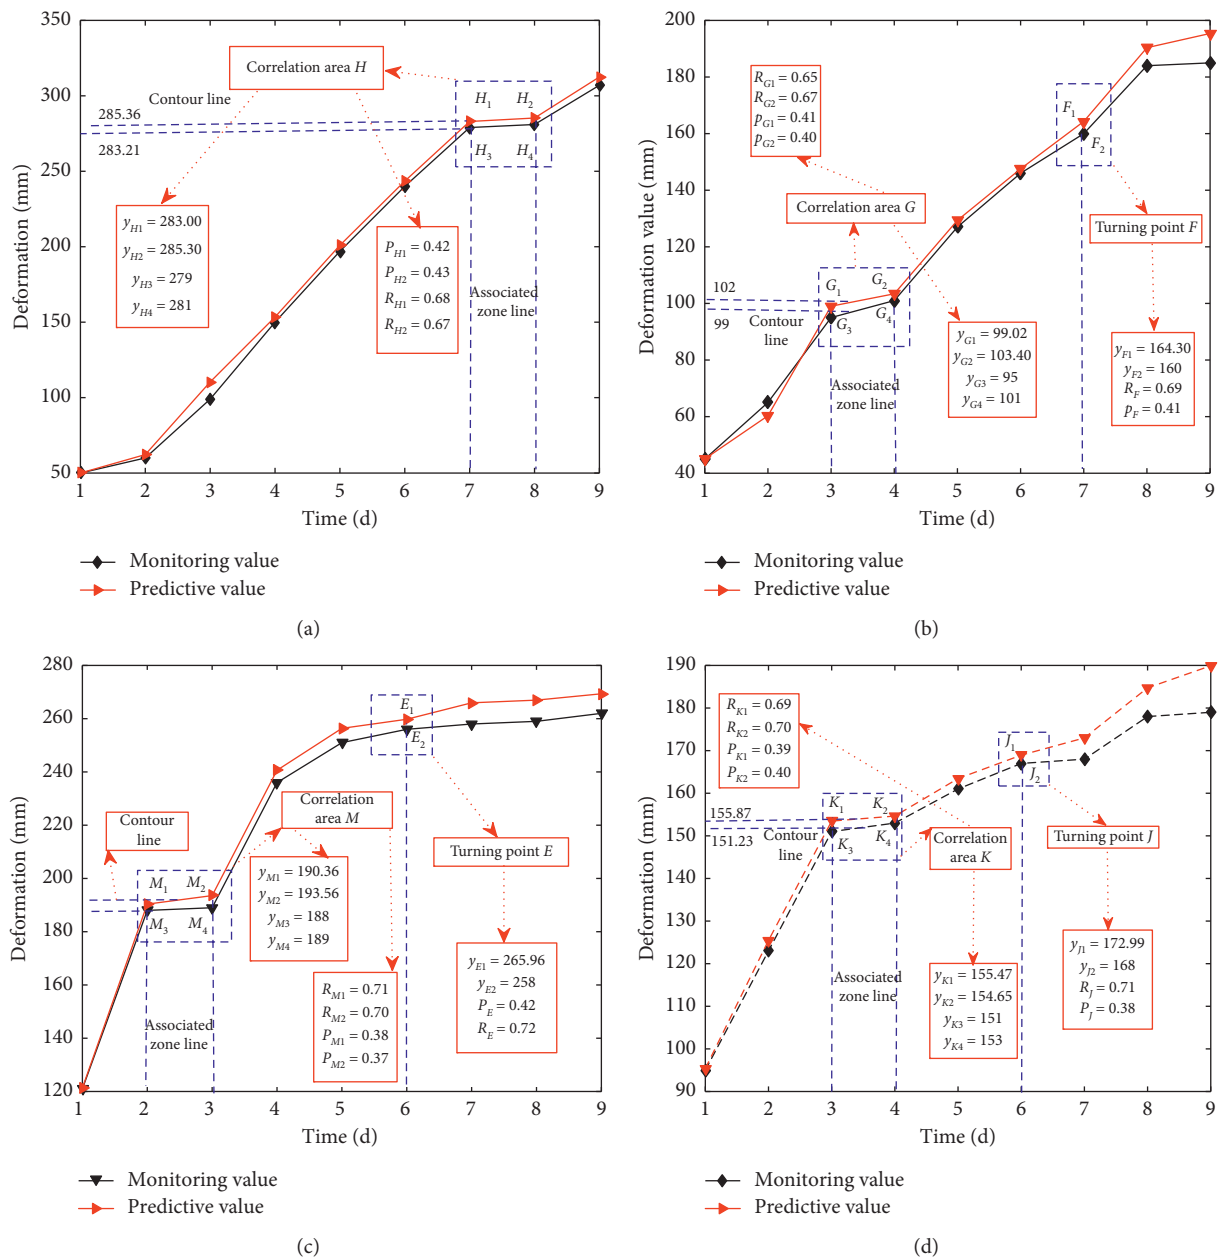 350
300
250
200
150
100
50
Deformation (mm)
Correlation area H
Contour line
285.36
283.21
H1 H2
H3 H4
yH1 = 283.00
yH2 = 285.30
yH3 = 279
yH4 = 281
PH1 = 0.42
PH2 = 0.43
RH1 = 0.68
RH2 = 0.67
Associated
zone line
1 2 3 4 5 6 7 8 9
Time (d)
Monitoring value
Predictive value
(a)
200
180
160
140
120
100
80
60
40
Deformation value (mm)
RG1 = 0.65
RG2 = 0.67
pG1 = 0.41
pG2 = 0.40
Correlation area G
F1
F2
Turning point F
102
99
Contour
line
G1 G2
G3 G4
Associated
zone line
yG1 = 99.02
yG2 = 103.40
yG3 = 95
yG4 = 101
yF1 = 164.30
yF2 = 160
RF = 0.69
pF = 0.41
1 2 3 4 5 6 7 8 9
Time (d)
Monitoring value
Predictive value
(b)
280
260
240
220
200
180
160
140
120
Deformation (mm)
E1
E2
Contour
line
Correlation
area M
Turning point E
M1 M2
M3 M4
yM1 = 190.36
yM2 = 193.56
yM3 = 188
yM4 = 189
RM1 = 0.71
RM2 = 0.70
PM1 = 0.38
PM2 = 0.37
yE1 = 265.96
yE2 = 258
PE = 0.42
RE = 0.72
Associated
zone line
1 2 3 4 5 6 7 8 9
Time (d)
Monitoring value
Predictive value
(c)
190
180
170
160
150
140
130
120
110
100
90
Deformation (mm)
RK1 = 0.69
RK2 = 0.70
PK1 = 0.39
PK2 = 0.40
J1
J2
155.87
151.23
Contour
line
K1 K2
K3 K4
Correlation
area K
Turning point J
Associated
zone line
yK1 = 155.47
yK2 = 154.65
yK3 = 151
yK4 = 153
yJ1 = 172.99
yJ2 = 168
RJ = 0.71
PJ = 0.38
1 2 3 4 5 6 7 8 9
Time (d)
Monitoring value
Predictive value
(d)